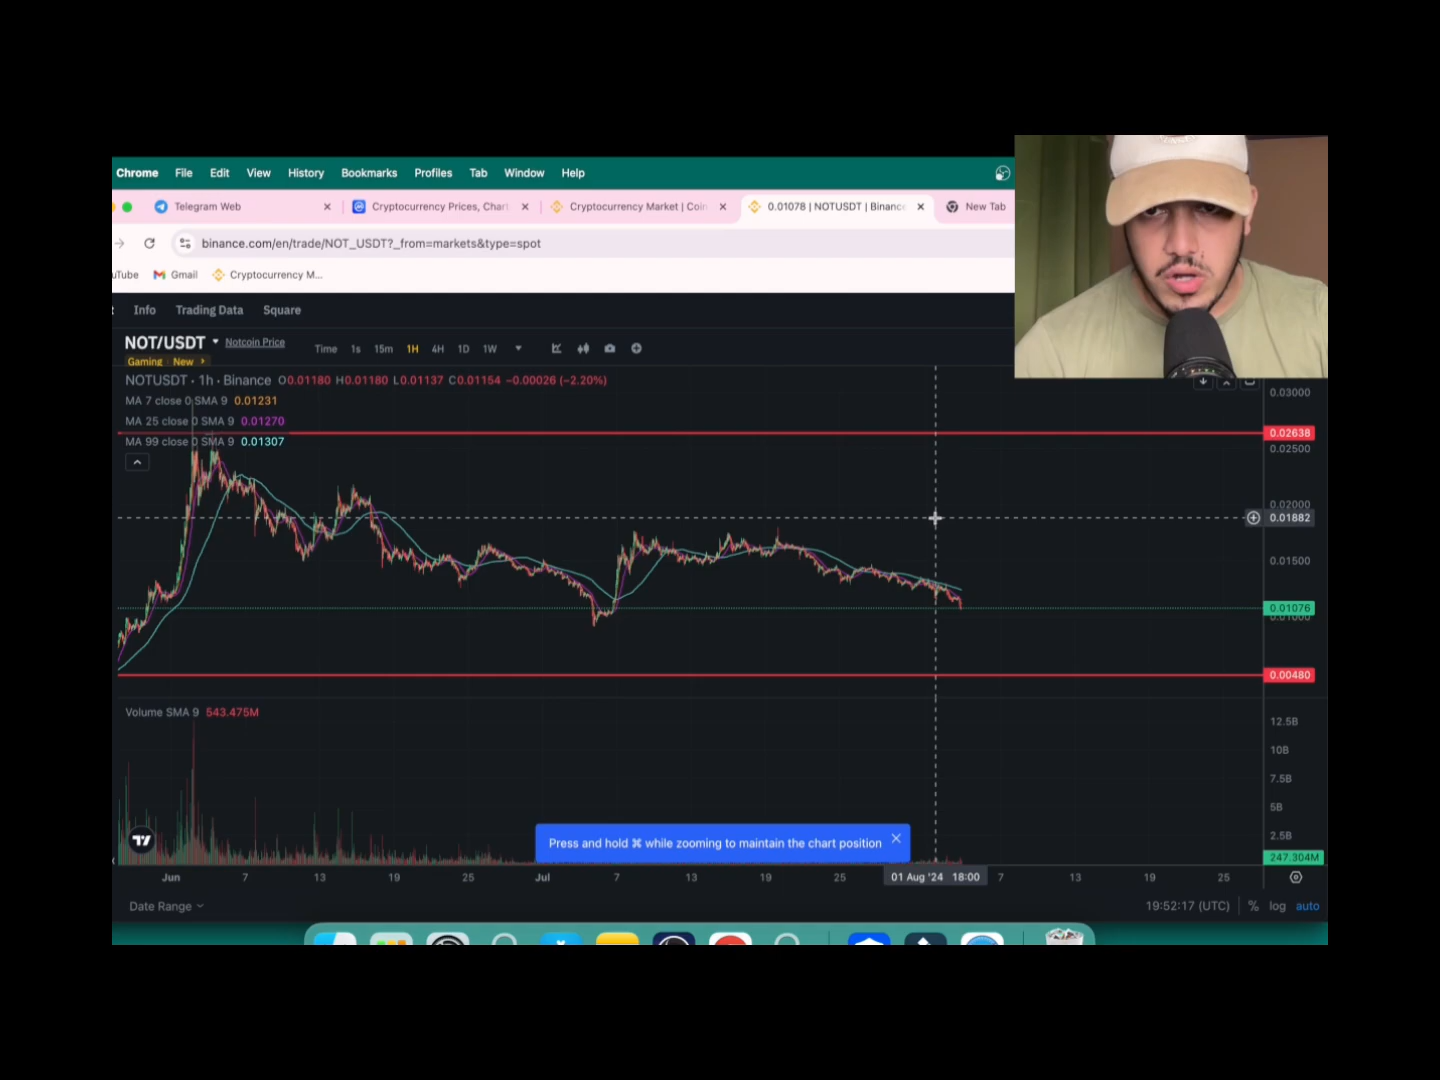 Chrome File Edit View History Bookmarks Profiles Tab Window Help
Telegram Web Cryptocurrency Prices, Chart Cryptocurrency Market | Coin 0.01078 | NOTUSDT | Binance New Tab
binance.com/en/trade/NOT_USDT?_from=markets&type=spot
uTube Gmail Cryptocurrency M...
Info Trading Data Square
NOT/USDT Notcoin Price Time 1s 15m 1H 4H 1D 1W
Gaming New
NOTUSDT · 1h · Binance O0.01180 H0.01180 L0.01137 C0.01154 −0.00026 (−2.20%)
0.03000
MA 7 close 0 SMA 9 0.01231
MA 25 close 0 SMA 9 0.01270
0.02638
MA 99 close 0 SMA 9 0.01307
0.02500
0.02000
0.01882
0.01500
0.01076
0.01000
0.00480
Volume SMA 9 543.475M
12.5B
10B
7.5B
5B
2.5B
Press and hold ⌘ while zooming to maintain the chart position
247.304M
Jun 7 13 19 25 Jul 7 13 19 25 01 Aug '24 18:00 7 13 19 25
Date Range 19:52:17 (UTC) % log auto